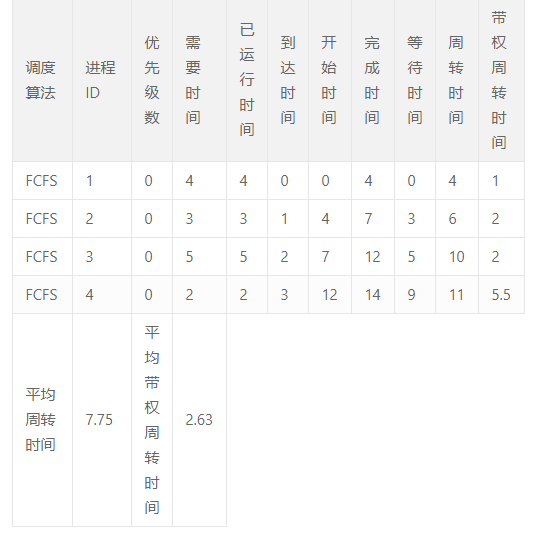 调度算法 进程ID 优先级数 需要时间 已运行时间 到达时间 开始时间 完成时间 等待时间 周转时间 带权周转时间
FCFS 1 0 4 4 0 0 4 0 4 1
FCFS 2 0 3 3 1 4 7 3 6 2
FCFS 3 0 5 5 2 7 12 5 10 2
FCFS 4 0 2 2 3 12 14 9 11 5.5
平均周转时间 7.75 平均带权周转时间 2.63